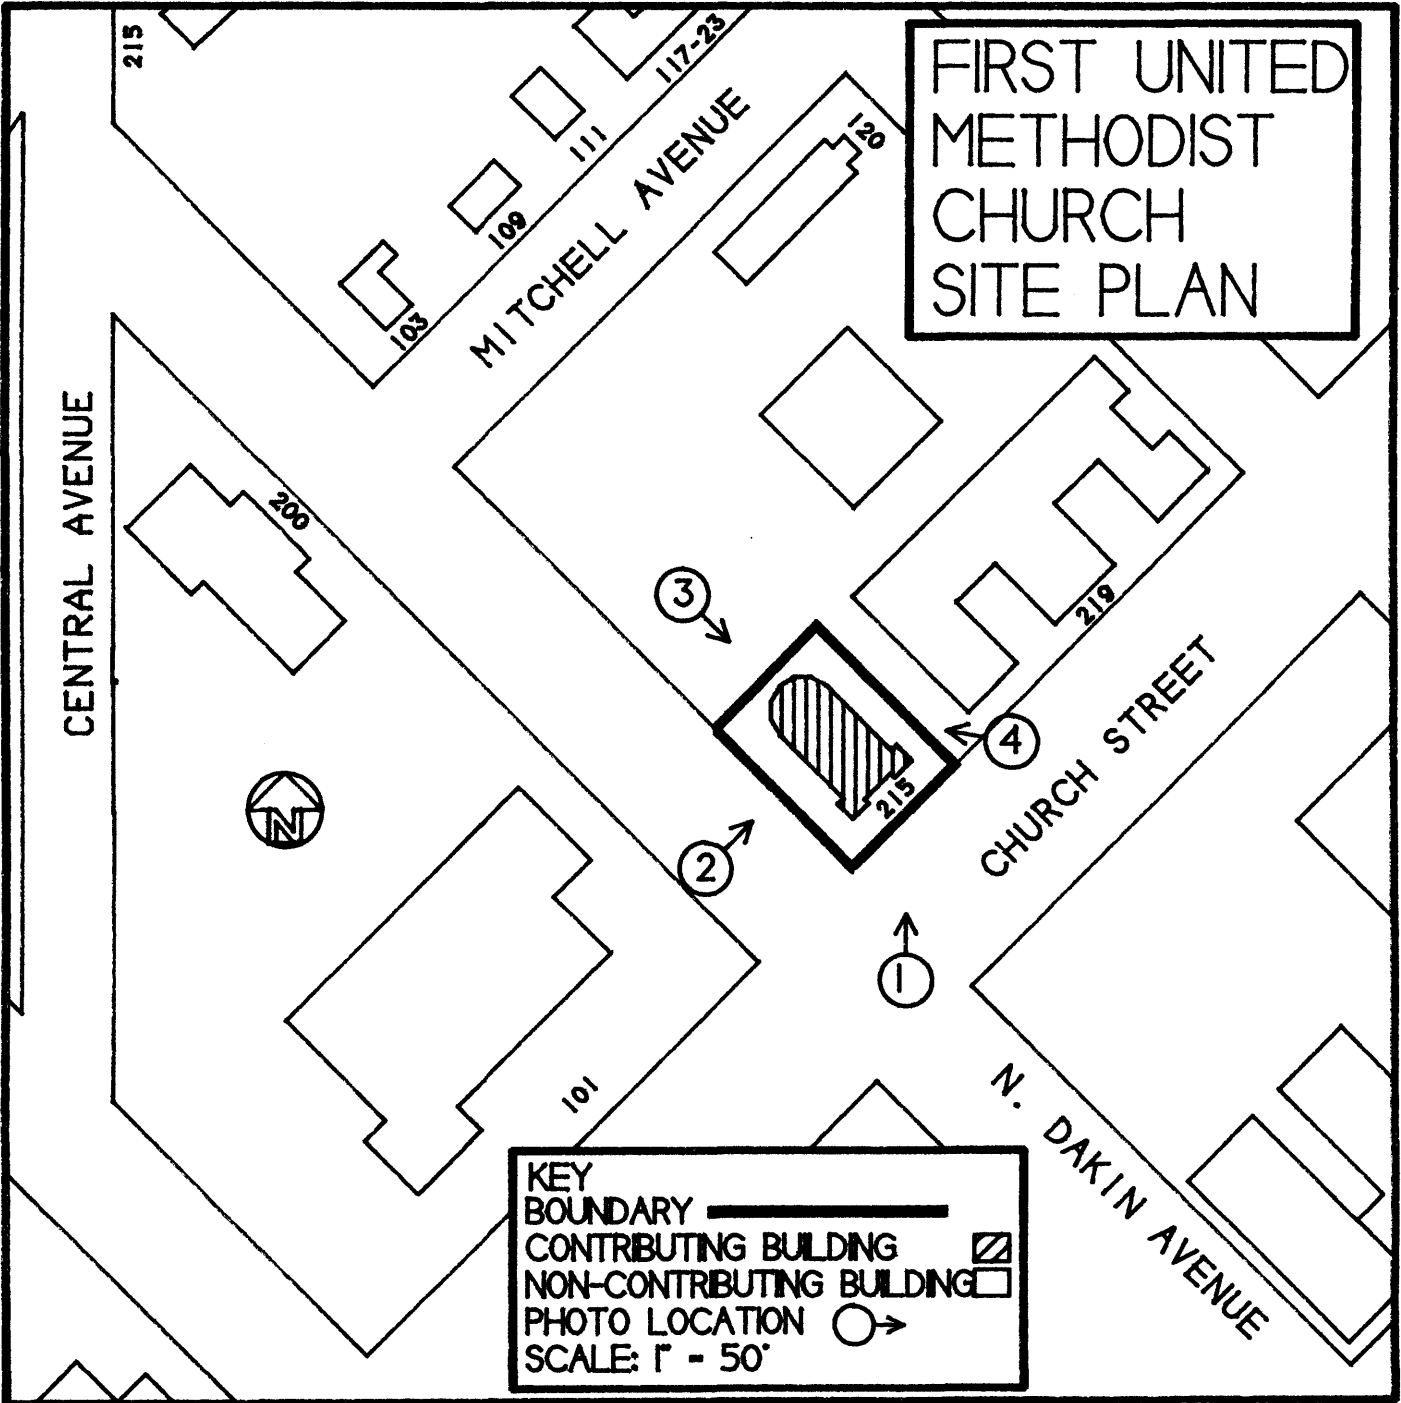 215
117-23
111
109
103
MITCHELL AVENUE
120
FIRST UNITED
METHODIST
CHURCH
SITE PLAN
CENTRAL AVENUE
200
3
219
4
215
CHURCH STREET
N
2
1
101
N. DAKIN AVENUE
KEY
BOUNDARY
CONTRIBUTING BUILDING
NON-CONTRIBUTING BUILDING
PHOTO LOCATION
SCALE: 1" - 50'